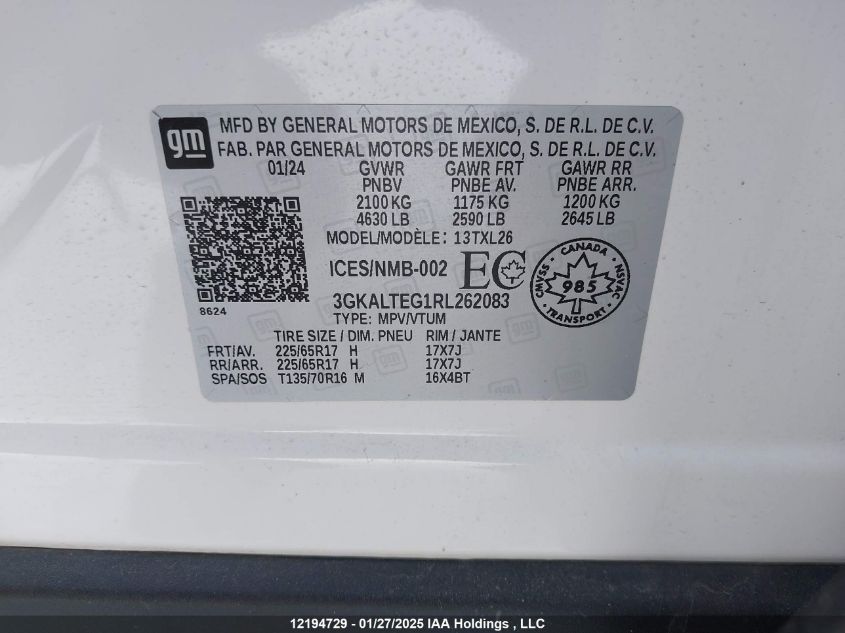 gm
MFD BY GENERAL MOTORS DE MEXICO, S. DE R.L. DE C.V.
FAB. PAR GENERAL MOTORS DE MEXICO, S. DE R.L. DE C.V.
01/24 GVWR GAWR FRT GAWR RR
PNBV PNBE AV. PNBE ARR.
2100 KG 1175 KG 1200 KG
4630 LB 2590 LB 2645 LB
MODEL/MODÈLE: 13TXL26
ICES/NMB-002 EC
CANADA
CMVSS 985 NSVAC
TRANSPORT
3GKALTEG1RL262083
8624
TYPE: MPV/VTUM
TIRE SIZE / DIM. PNEU RIM / JANTE
FRT/AV. 225/65R17 H 17X7J
RR/ARR. 225/65R17 H 17X7J
SPA/SOS T135/70R16 M 16X4BT
12194729 - 01/27/2025 IAA Holdings , LLC